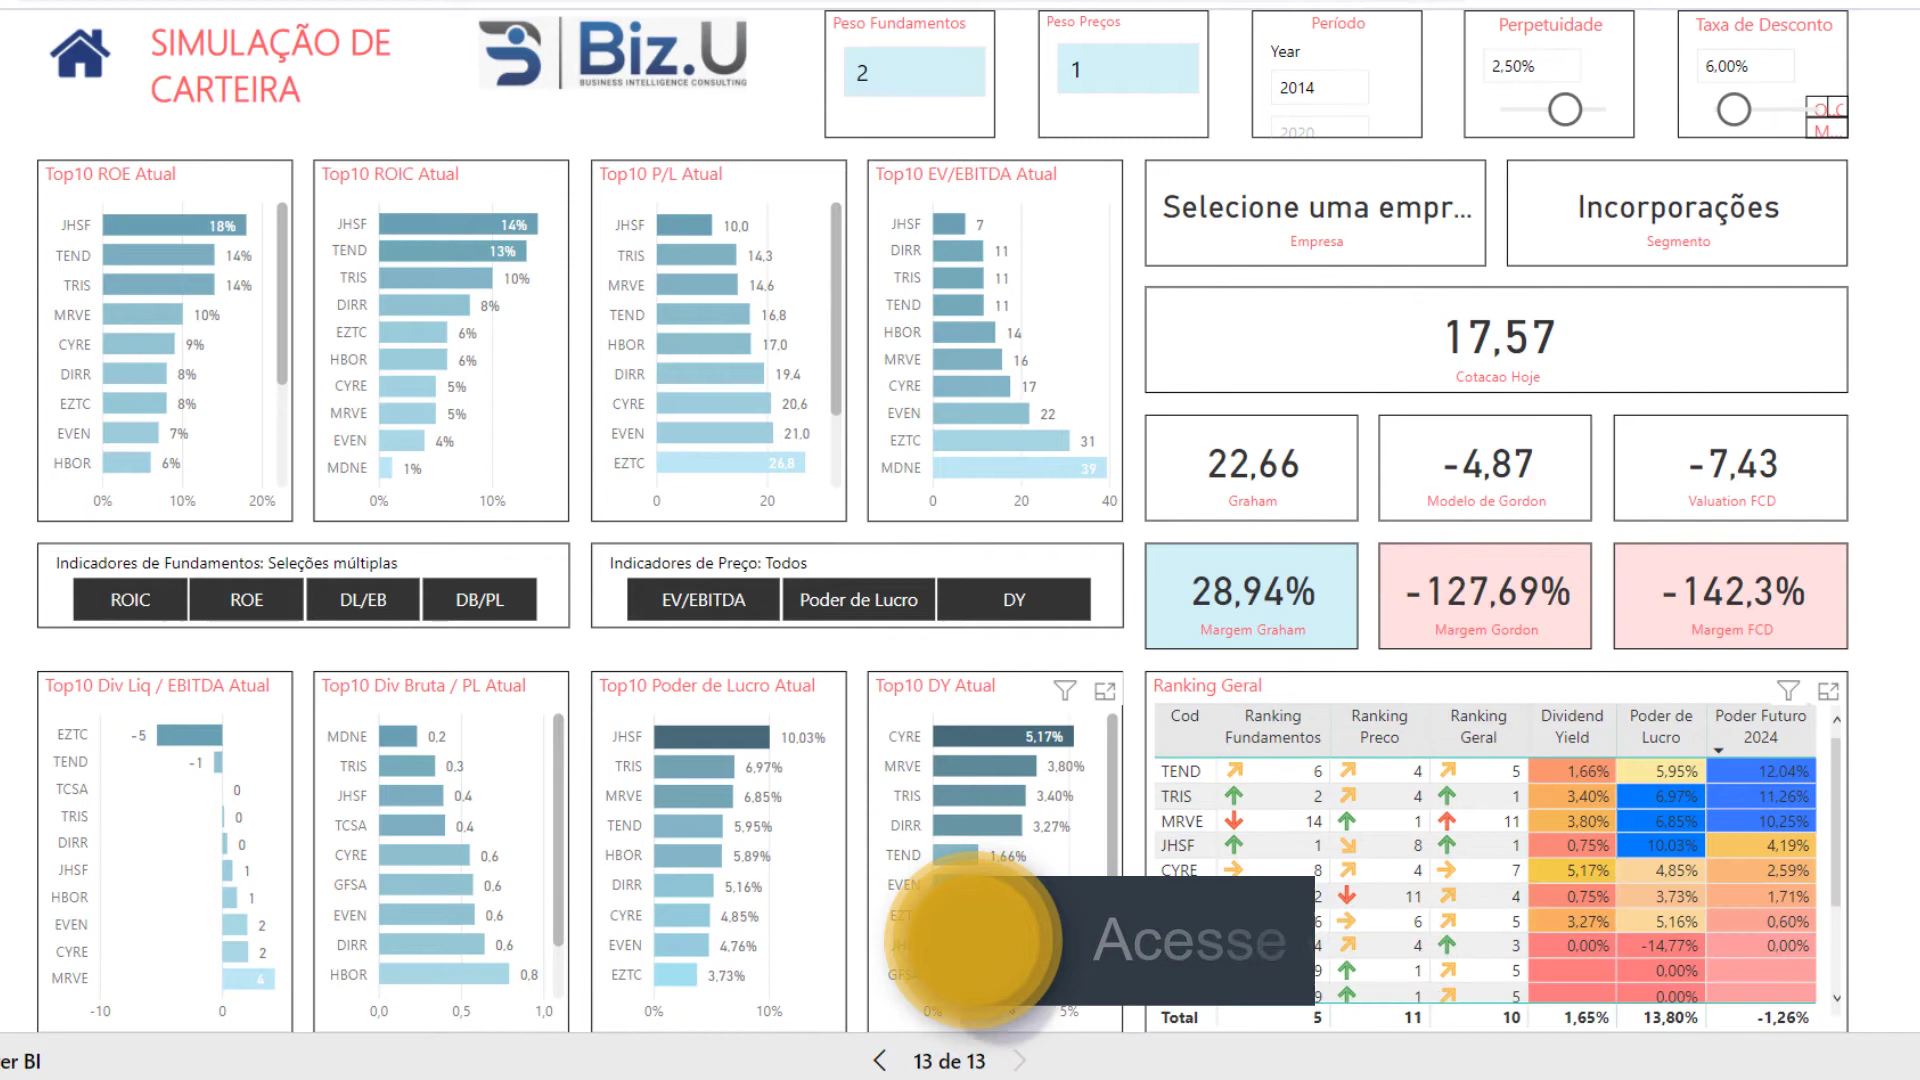 SIMULAÇÃO DE
CARTEIRA
Biz.U
BUSINESS INTELLIGENCE CONSULTING
Peso Fundamentos
2
Peso Preços
1
Período
Year
2014
2020
Perpetuidade
2,50%
Taxa de Desconto
6,00%
M...
Top10 ROE Atual
JHSF 18%
TEND 14%
TRIS 14%
MRVE 10%
CYRE 9%
DIRR 8%
EZTC 8%
EVEN 7%
HBOR 6%
0% 10% 20%
Top10 ROIC Atual
JHSF 14%
TEND 13%
TRIS 10%
DIRR 8%
EZTC 6%
HBOR 6%
CYRE 5%
MRVE 5%
EVEN 4%
MDNE 1%
0% 10%
Top10 P/L Atual
JHSF 10,0
TRIS 14,3
MRVE 14,6
TEND 16,8
HBOR 17,0
DIRR 19,4
CYRE 20,6
EVEN 21,0
EZTC 26,8
0 20
Top10 EV/EBITDA Atual
JHSF 7
DIRR 11
TRIS 11
TEND 11
HBOR 14
MRVE 16
CYRE 17
EVEN 22
EZTC 31
MDNE 39
0 20 40
Selecione uma empr...
Empresa
Incorporações
Segmento
17,57
Cotacao Hoje
22,66
Graham
-4,87
Modelo de Gordon
-7,43
Valuation FCD
28,94%
Margem Graham
-127,69%
Margem Gordon
-142,3%
Margem FCD
Indicadores de Fundamentos: Seleções múltiplas
ROIC ROE DL/EB DB/PL
Indicadores de Preço: Todos
EV/EBITDA Poder de Lucro DY
Top10 Div Liq / EBITDA Atual
EZTC -5
TEND -1
TCSA 0
TRIS 0
DIRR 0
JHSF 1
HBOR 1
EVEN 2
CYRE 2
MRVE 4
-10 0
Top10 Div Bruta / PL Atual
MDNE 0,2
TRIS 0,3
JHSF 0,4
TCSA 0,4
CYRE 0,6
GFSA 0,6
EVEN 0,6
DIRR 0,6
HBOR 0,8
0,0 0,5 1,0
Top10 Poder de Lucro Atual
JHSF 10,03%
TRIS 6,97%
MRVE 6,85%
TEND 5,95%
HBOR 5,89%
DIRR 5,16%
CYRE 4,85%
EVEN 4,76%
EZTC 3,73%
0% 10%
Top10 DY Atual
CYRE 5,17%
MRVE 3,80%
TRIS 3,40%
DIRR 3,27%
TEND 1,66%
EVEN
EZT
JH
GFSA
0% 5%
Acesse
Ranking Geral
Cod Ranking Fundamentos Ranking Preco Ranking Geral Dividend Yield Poder de Lucro Poder Futuro 2024
TEND 6 4 5 1,66% 5,95% 12,04%
TRIS 2 4 1 3,40% 6,97% 11,26%
MRVE 14 1 11 3,80% 6,85% 10,25%
JHSF 1 8 1 0,75% 10,03% 4,19%
CYRE 8 4 7 5,17% 4,85% 2,59%
2 11 4 0,75% 3,73% 1,71%
6 6 5 3,27% 5,16% 0,60%
4 4 3 0,00% -14,77% 0,00%
9 1 5 0,00%
9 1 5 0,00%
Total 5 11 10 1,65% 13,80% -1,26%
er BI
13 de 13